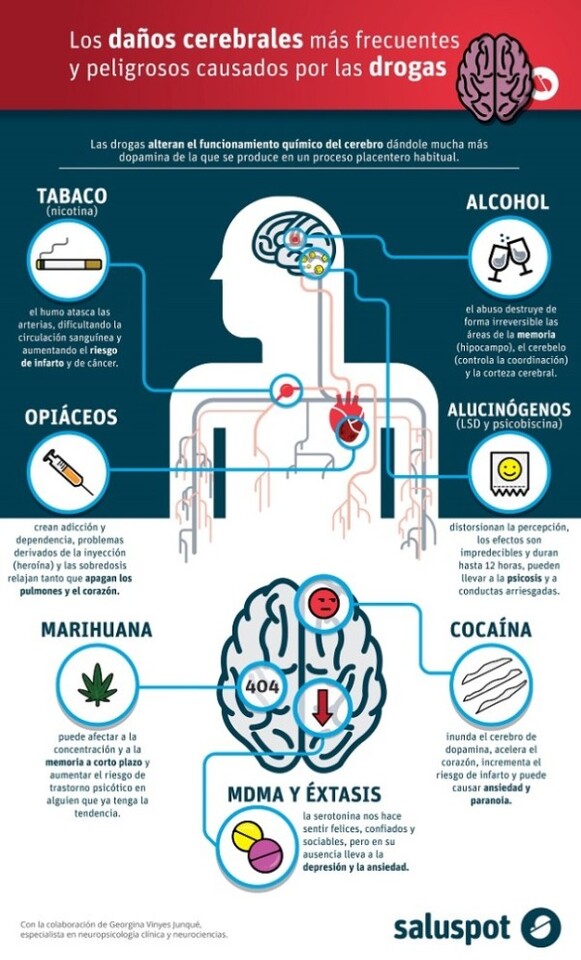 Los daños cerebrales más frecuentes
y peligrosos causados por las drogas
Las drogas alteran el funcionamiento químico del cerebro dándole mucha más
dopamina de la que se produce en un proceso placentero habitual.
TABACO
(nicotina)
el humo atasca las
arterias, dificultando la
circulación sanguínea y
aumentando el riesgo
de infarto y de cáncer.
ALCOHOL
el abuso destruye de
forma irreversible las
áreas de la memoria
(hipocampo), el cerebelo
(controla la coordinación)
y la corteza cerebral.
OPIÁCEOS
crean adicción y
dependencia, problemas
derivados de la inyección
(heroína) y las sobredosis
relajan tanto que apagan los
pulmones y el corazón.
ALUCINÓGENOS
(LSD y psicobiscina)
distorsionan la percepción,
los efectos son
impredecibles y duran
hasta 12 horas, pueden
llevar a la psicosis y a
conductas arriesgadas.
MARIHUANA
puede afectar a la
concentración y a la
memoria a corto plazo y
aumentar el riesgo de
trastorno psicótico en
alguien que ya tenga la
tendencia.
404
COCAÍNA
inunda el cerebro de
dopamina, acelera el
corazón, incrementa el
riesgo de infarto y puede
causar ansiedad y
paranoia.
MDMA Y ÉXTASIS
la serotonina nos hace
sentir felices, confiados y
sociables, pero en su
ausencia lleva a la
depresión y la ansiedad.
Con la colaboración de Georgina Vinyes Junqué,
especialista en neuropsicología clínica y neurociencias.
saluspot